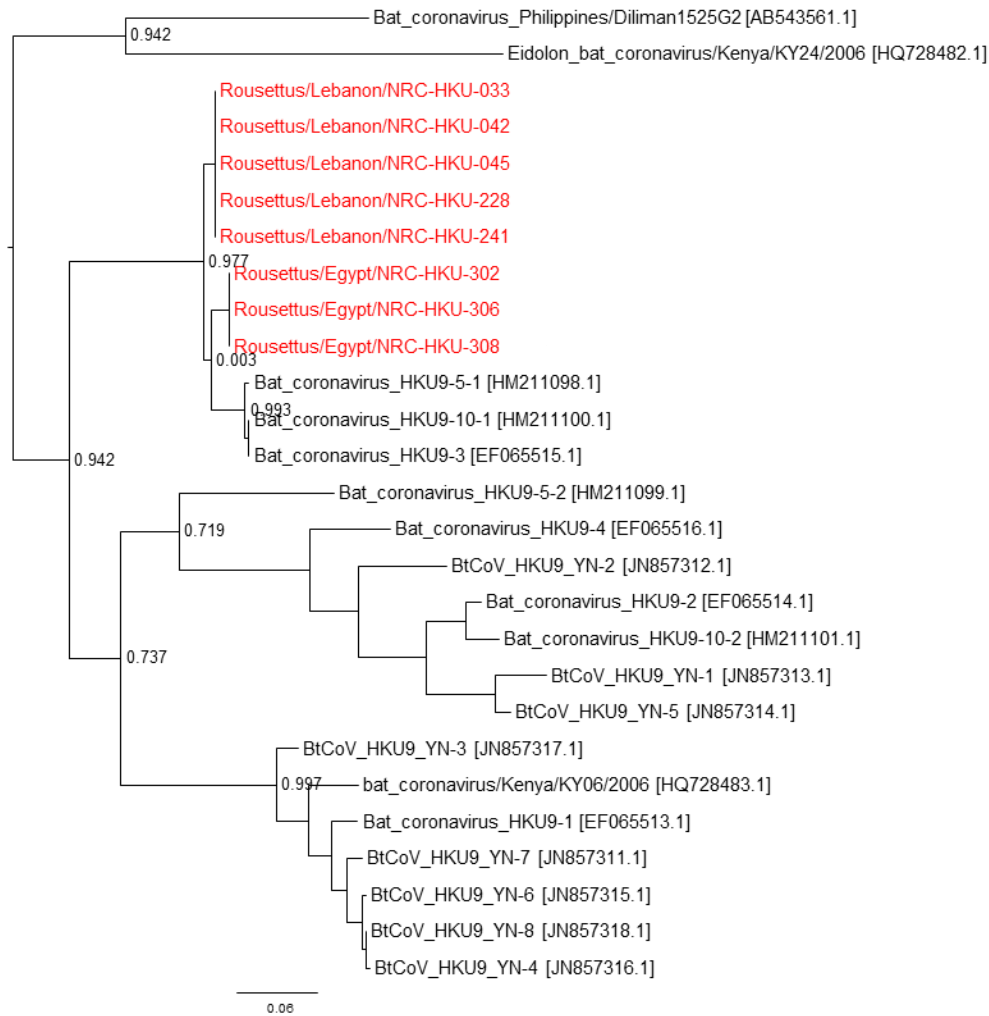 Bat_coronavirus_Philippines/Diliman1525G2 [AB543561.1]
0.942
Eidolon_bat_coronavirus/Kenya/KY24/2006 [HQ728482.1]
Rousettus/Lebanon/NRC-HKU-033
Rousettus/Lebanon/NRC-HKU-042
Rousettus/Lebanon/NRC-HKU-045
Rousettus/Lebanon/NRC-HKU-228
Rousettus/Lebanon/NRC-HKU-241
0.977
Rousettus/Egypt/NRC-HKU-302
Rousettus/Egypt/NRC-HKU-306
Rousettus/Egypt/NRC-HKU-308
0.003
Bat_coronavirus_HKU9-5-1 [HM211098.1]
0.993
Bat_coronavirus_HKU9-10-1 [HM211100.1]
Bat_coronavirus_HKU9-3 [EF065515.1]
0.942
Bat_coronavirus_HKU9-5-2 [HM211099.1]
0.719
Bat_coronavirus_HKU9-4 [EF065516.1]
BtCoV_HKU9_YN-2 [JN857312.1]
Bat_coronavirus_HKU9-2 [EF065514.1]
Bat_coronavirus_HKU9-10-2 [HM211101.1]
0.737
BtCoV_HKU9_YN-1 [JN857313.1]
BtCoV_HKU9_YN-5 [JN857314.1]
BtCoV_HKU9_YN-3 [JN857317.1]
0.997
bat_coronavirus/Kenya/KY06/2006 [HQ728483.1]
Bat_coronavirus_HKU9-1 [EF065513.1]
BtCoV_HKU9_YN-7 [JN857311.1]
BtCoV_HKU9_YN-6 [JN857315.1]
BtCoV_HKU9_YN-8 [JN857318.1]
BtCoV_HKU9_YN-4 [JN857316.1]
0.06